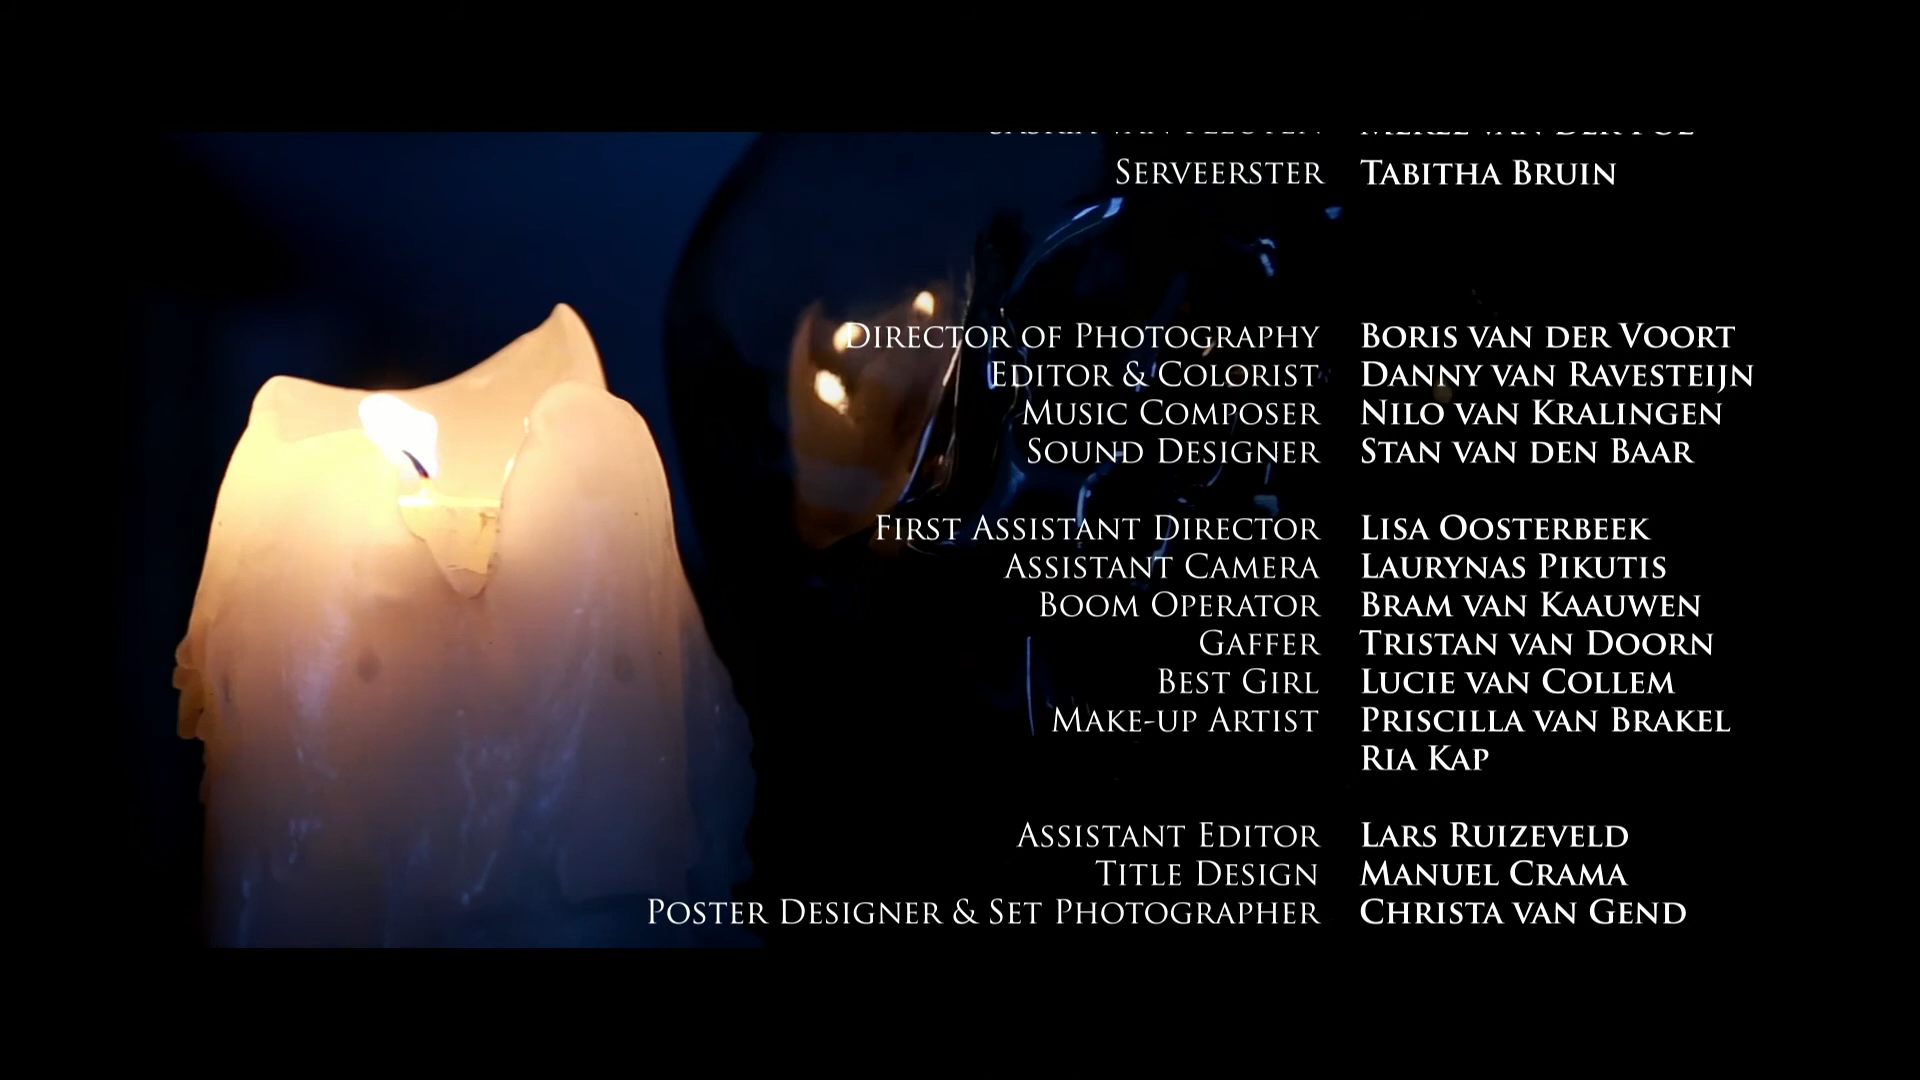 Serveerster Tabitha Bruin
Director of Photography Boris van der Voort
Editor & Colorist Danny van Ravesteijn
Music Composer Nilo van Kralingen
Sound Designer Stan van den Baar
First Assistant Director Lisa Oosterbeek
Assistant Camera Laurynas Pikutis
Boom Operator Bram van Kaauwen
Gaffer Tristan van Doorn
Best Girl Lucie van Collem
Make-up Artist Priscilla van Brakel
Ria Kap
Assistant Editor Lars Ruizeveld
Title Design Manuel Crama
Poster Designer & Set Photographer Christa van Gend